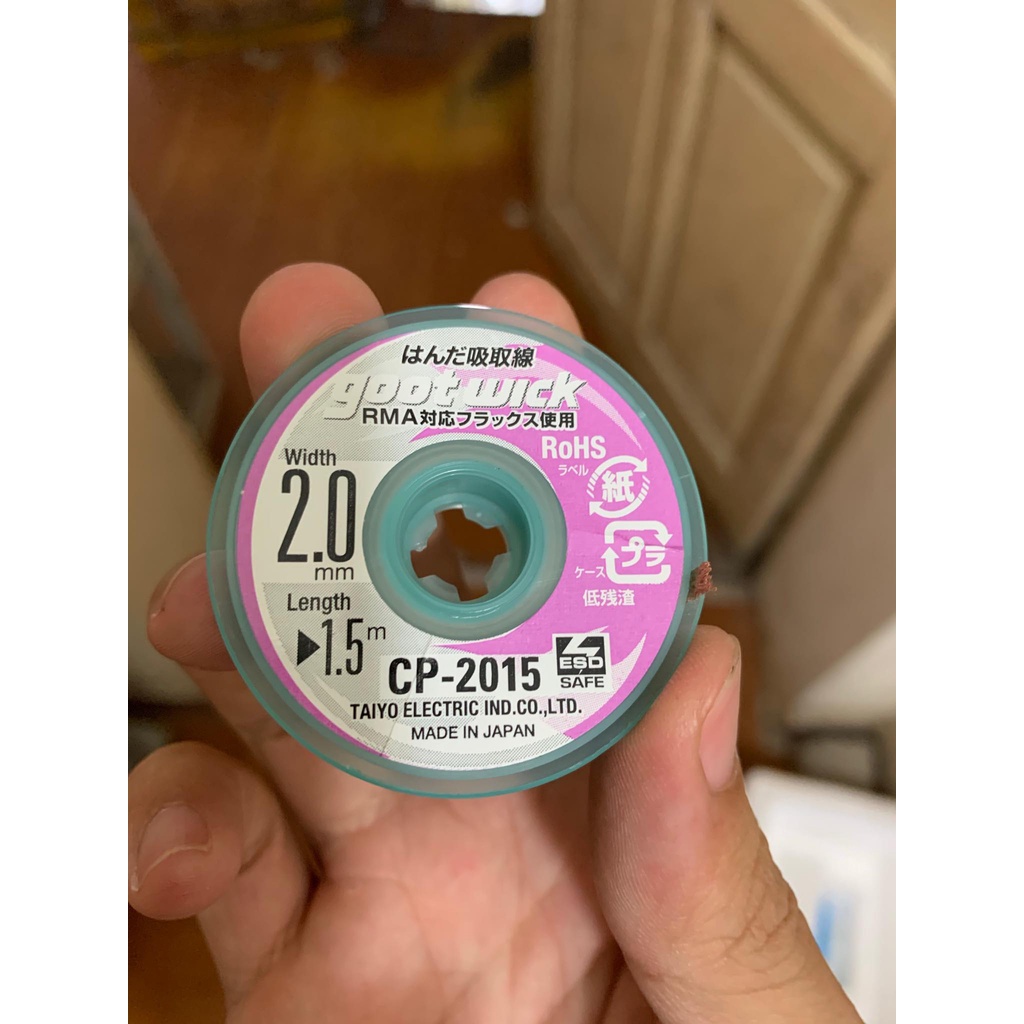 はんだ吸取線
goot wick
RMA対応フラックス使用
Width
2.0
mm
Length
▶1.5m
RoHS
ラベル
紙
プラ
ケース
低残渣
ESD
SAFE
CP-2015
TAIYO ELECTRIC IND.CO.,LTD.
MADE IN JAPAN